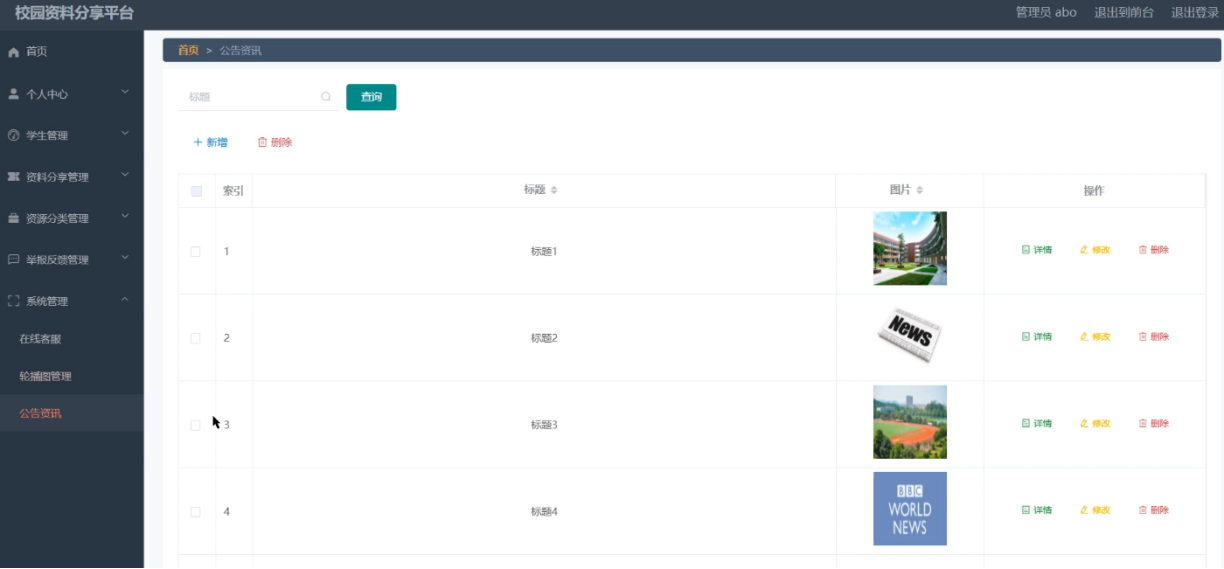 校园资料分享平台
管理员 abo 退出到前台 退出登录
首页
个人中心
学生管理
资料分享管理
资源分类管理
举报反馈管理
系统管理
在线客服
轮播图管理
公告资讯
首页 > 公告资讯
标题
查询
+ 新增 删除
索引 标题 图片 操作
1 标题1 详情 修改 删除
2 标题2 News 详情 修改 删除
3 标题3 详情 修改 删除
4 标题4 BBC WORLD NEWS 详情 修改 删除